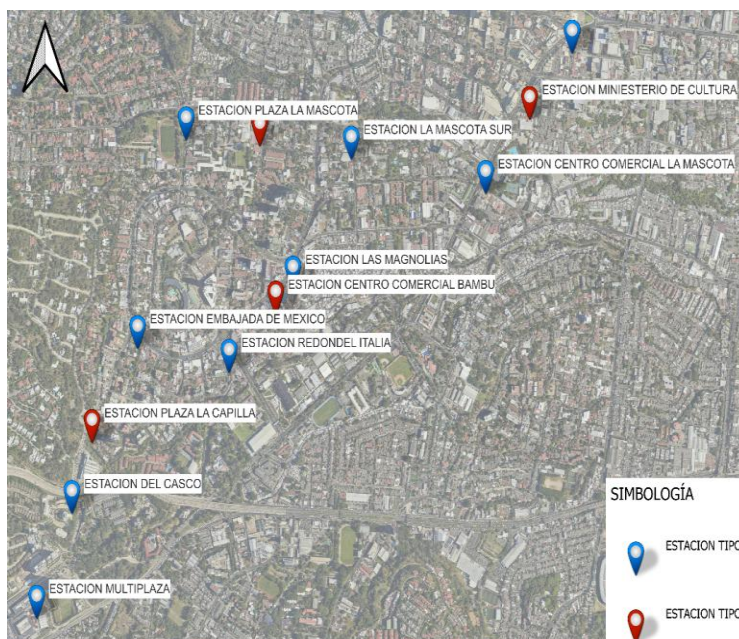 ESTACION MINIESTERIO DE CULTURA
ESTACION PLAZA LA MASCOTA
ESTACION LA MASCOTA SUR
ESTACION CENTRO COMERCIAL LA MASCOTA
ESTACION LAS MAGNOLIAS
ESTACION CENTRO COMERCIAL BAMBU
ESTACION EMBAJADA DE MEXICO
ESTACION REDONDEL ITALIA
ESTACION PLAZA LA CAPILLA
ESTACION DEL CASCO
SIMBOLOGÍA
ESTACION TIPO
ESTACION MULTIPLAZA
ESTACION TIPO